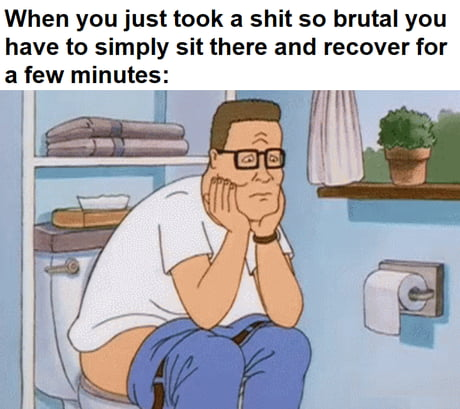 When you just took a shit so brutal you
have to simply sit there and recover for
a few minutes: